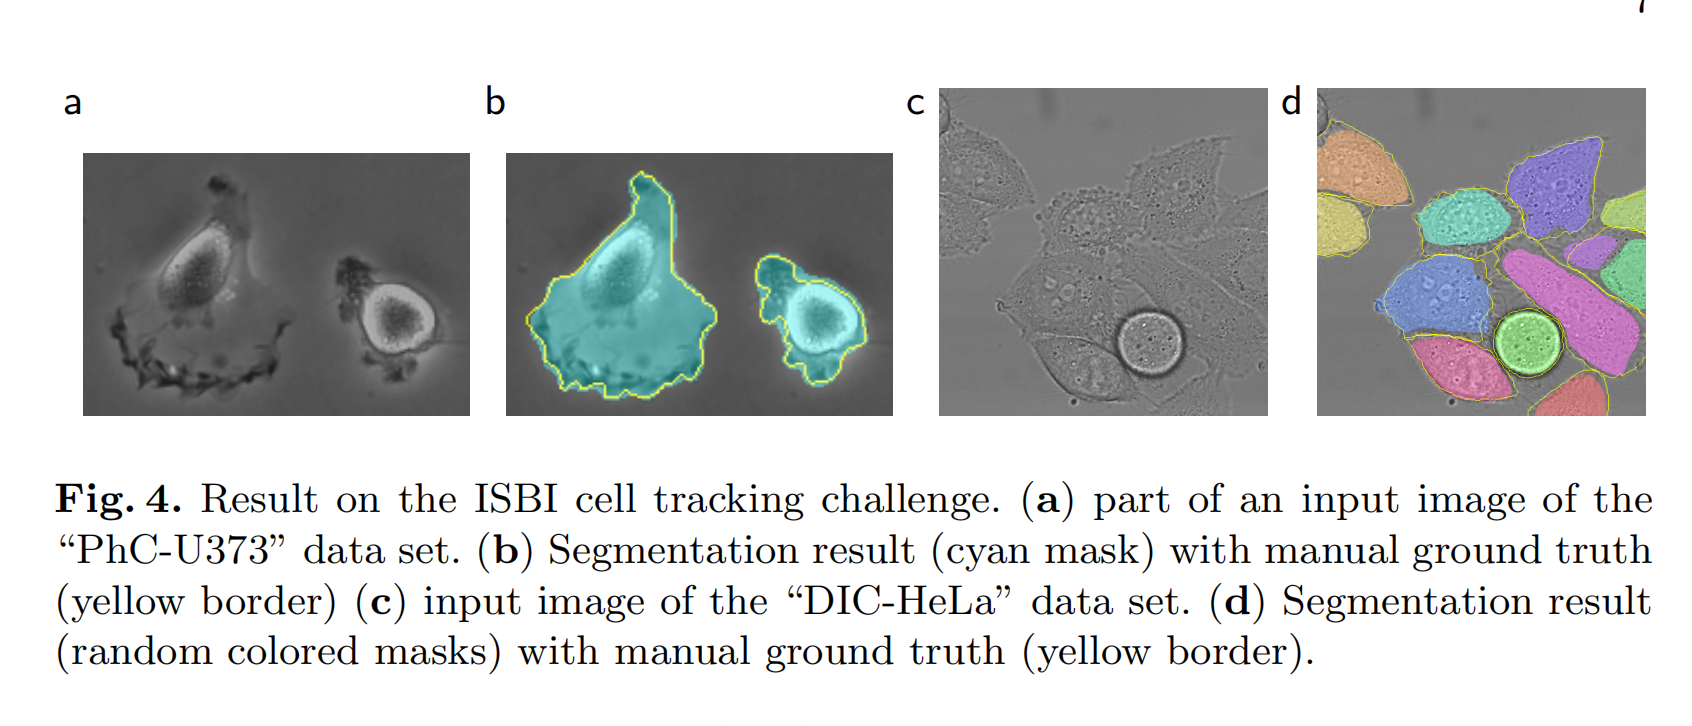 a
b
c
d
Fig. 4. Result on the ISBI cell tracking challenge. (a) part of an input image of the
“PhC-U373” data set. (b) Segmentation result (cyan mask) with manual ground truth
(yellow border) (c) input image of the “DIC-HeLa” data set. (d) Segmentation result
(random colored masks) with manual ground truth (yellow border).